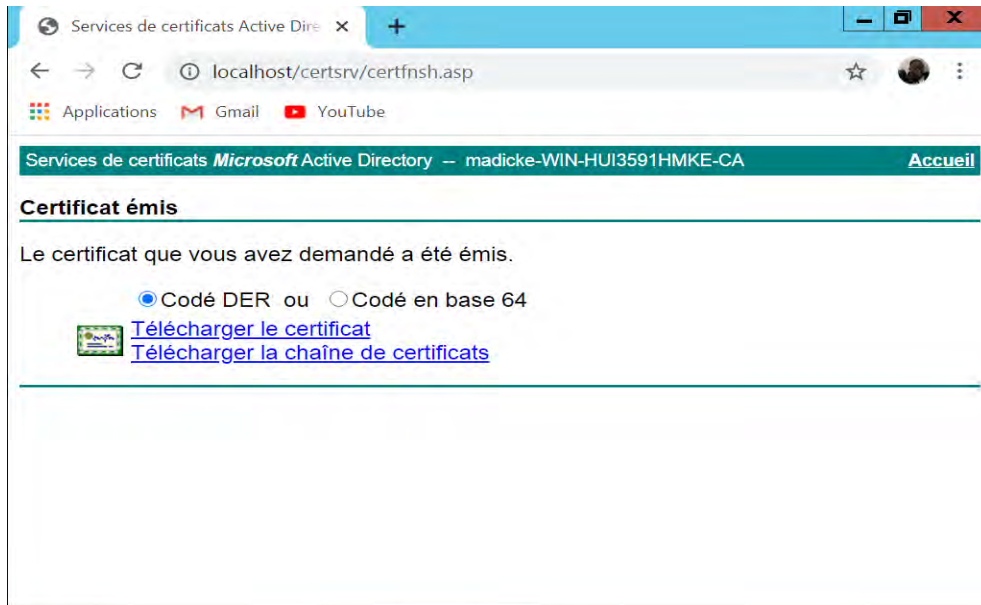 Services de certificats Active Dire
localhost/certsrv/certfnsh.asp
Applications Gmail YouTube
Services de certificats Microsoft Active Directory -- madicke-WIN-HUI3591HMKE-CA Accueil
Certificat émis
Le certificat que vous avez demandé a été émis.
Codé DER ou Codé en base 64
Télécharger le certificat
Télécharger la chaîne de certificats